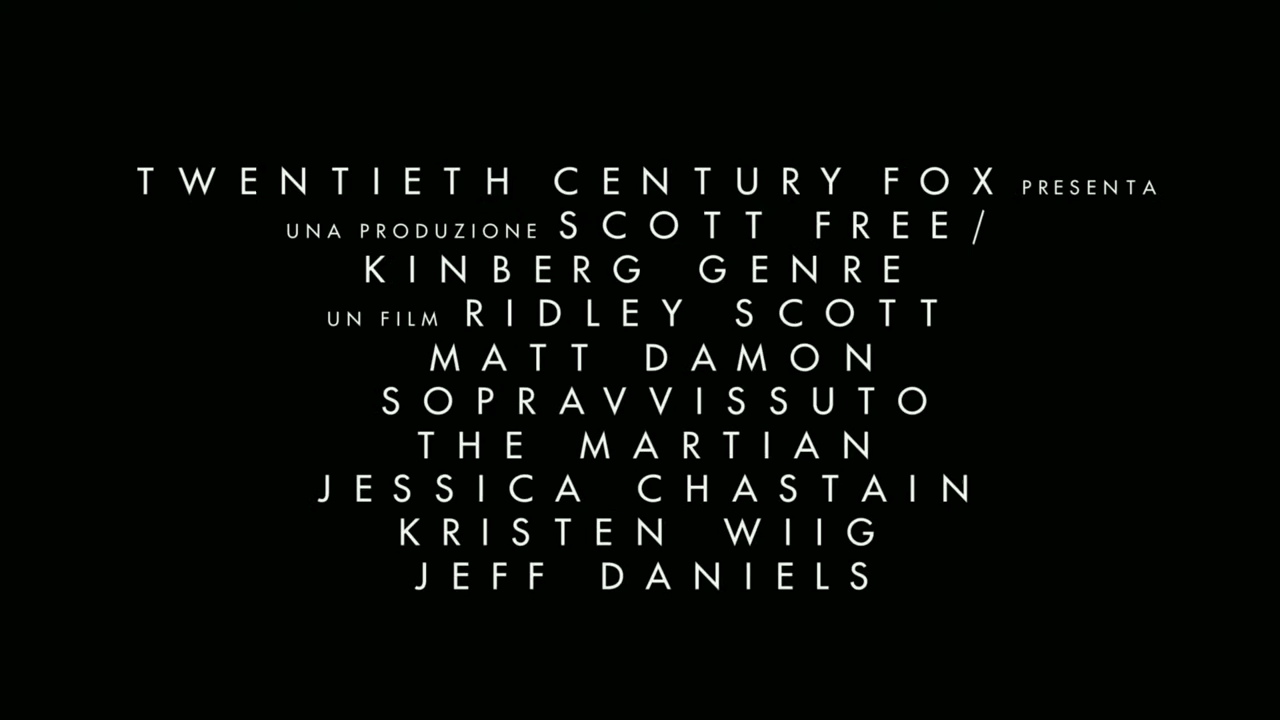 TWENTIETH CENTURY FOX PRESENTA
UNA PRODUZIONE SCOTT FREE/
KINBERG GENRE
UN FILM RIDLEY SCOTT
MATT DAMON
SOPRAVVISSUTO
THE MARTIAN
JESSICA CHASTAIN
KRISTEN WIIG
JEFF DANIELS